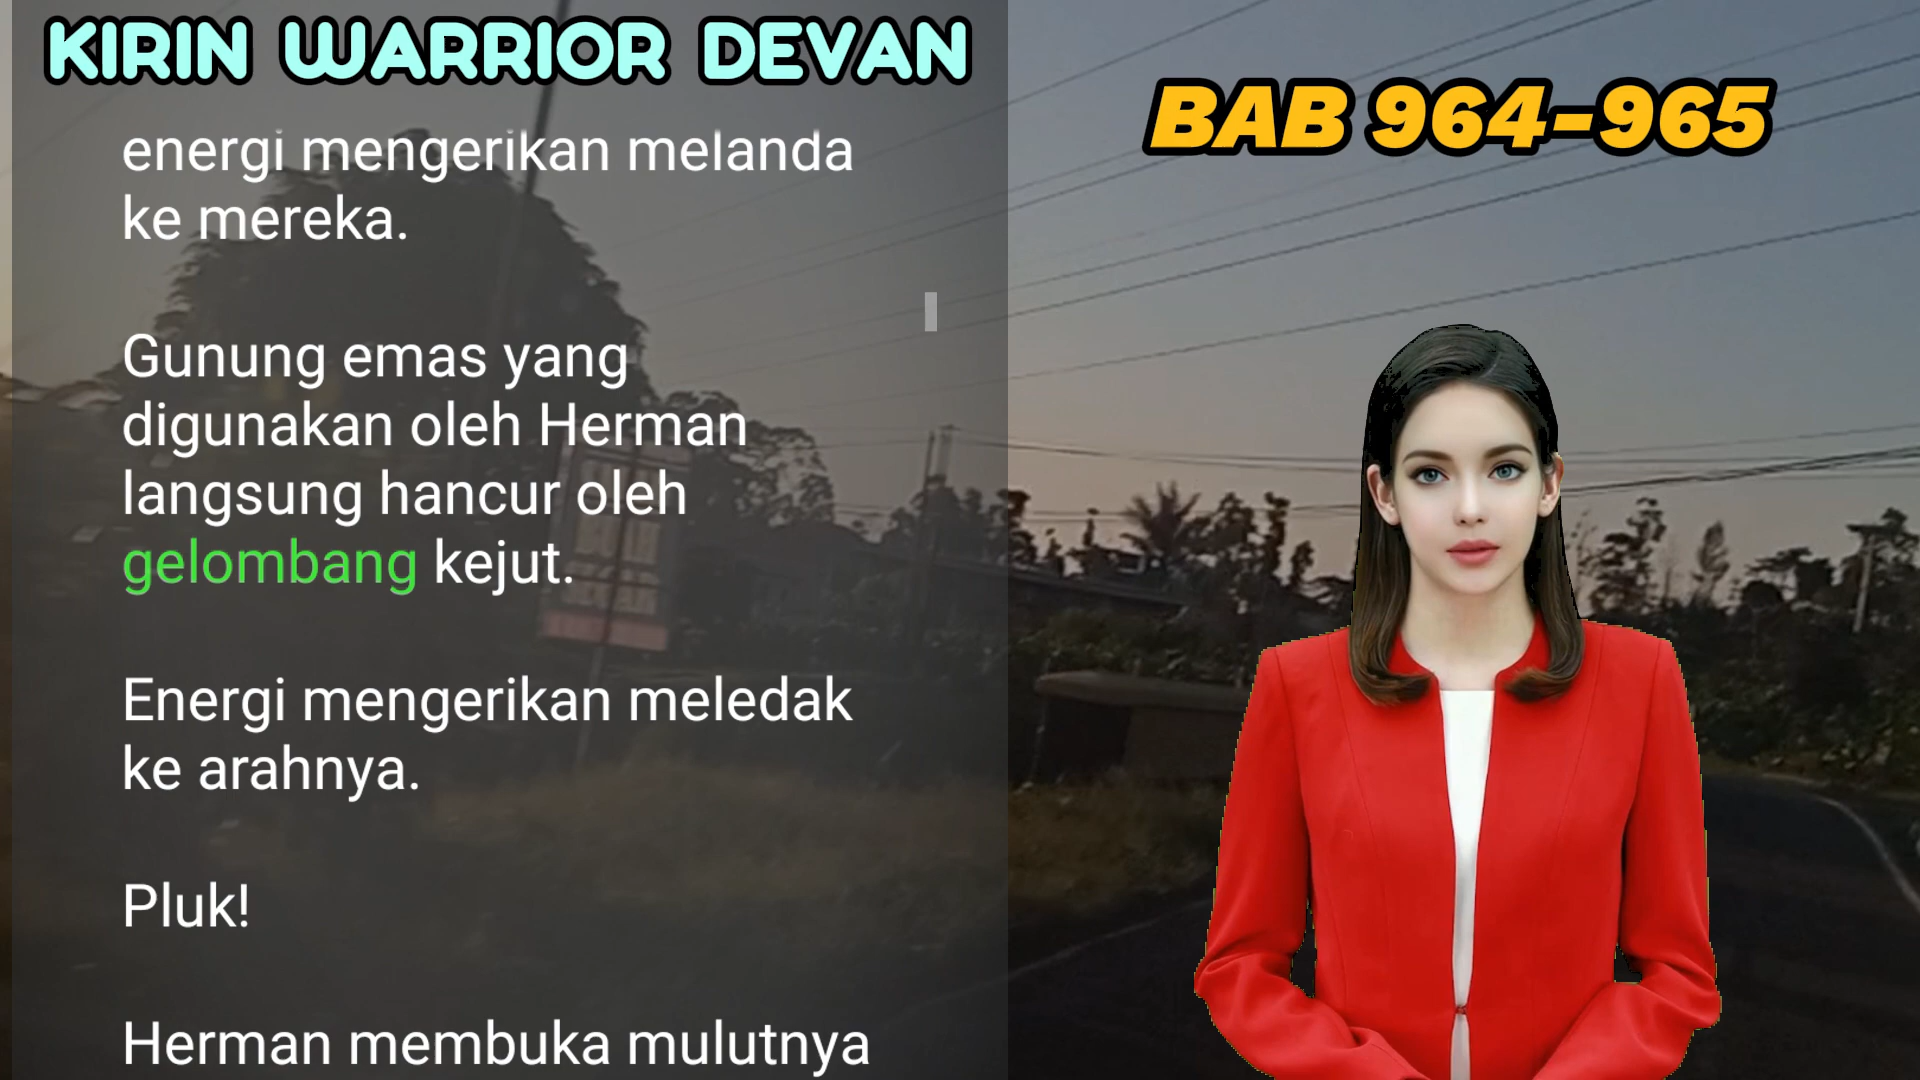 KIRIN WARRIOR DEVAN
BAB 964-965
energi mengerikan melanda
ke mereka.
Gunung emas yang
digunakan oleh Herman
langsung hancur oleh
gelombang kejut.
Energi mengerikan meledak
ke arahnya.
Pluk!
Herman membuka mulutnya